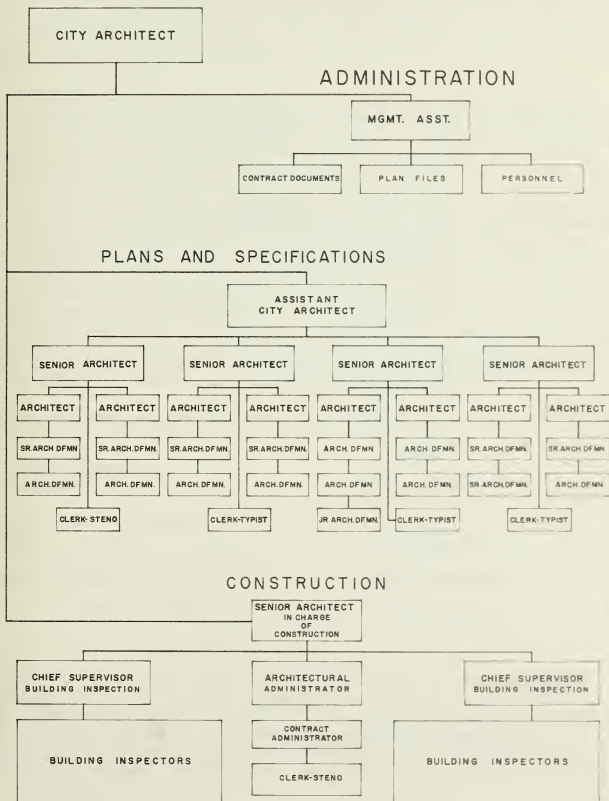 CITY ARCHITECT
ADMINISTRATION
MGMT. ASST.
CONTRACT DOCUMENTS PLAN FILES PERSONNEL
PLANS AND SPECIFICATIONS
ASSISTANT
CITY ARCHITECT
SENIOR ARCHITECT SENIOR ARCHITECT SENIOR ARCHITECT SENIOR ARCHITECT
ARCHITECT ARCHITECT ARCHITECT ARCHITECT ARCHITECT ARCHITECT ARCHITECT ARCHITECT
SR. ARCH. DFMN SR. ARCH. DFMN. SR. ARCH. DFMN. SR. ARCH. DFMN. ARCH. DFMN. ARCH. DFMN. SR. ARCH. DFMN. SR. ARCH. DFMN
ARCH. DFMN. ARCH. DFMN. ARCH. DFMN. ARCH. DFMN. ARCH. DFMN. ARCH. DFMN. SR. ARCH. DFMN. ARCH. DFMN
CLERK-STENO CLERK-TYPIST JR ARCH. DFMN. CLERK-TYPIST CLERK-TYPIST
CONSTRUCTION
SENIOR ARCHITECT
IN CHARGE
OF
CONSTRUCTION
CHIEF SUPERVISOR
BUILDING INSPECTION
ARCHITECTURAL
ADMINISTRATOR
CHIEF SUPERVISOR
BUILDING INSPECTION
CONTRACT
ADMINISTRATOR
BUILDING INSPECTORS
CLERK-STENO
BUILDING INSPECTORS